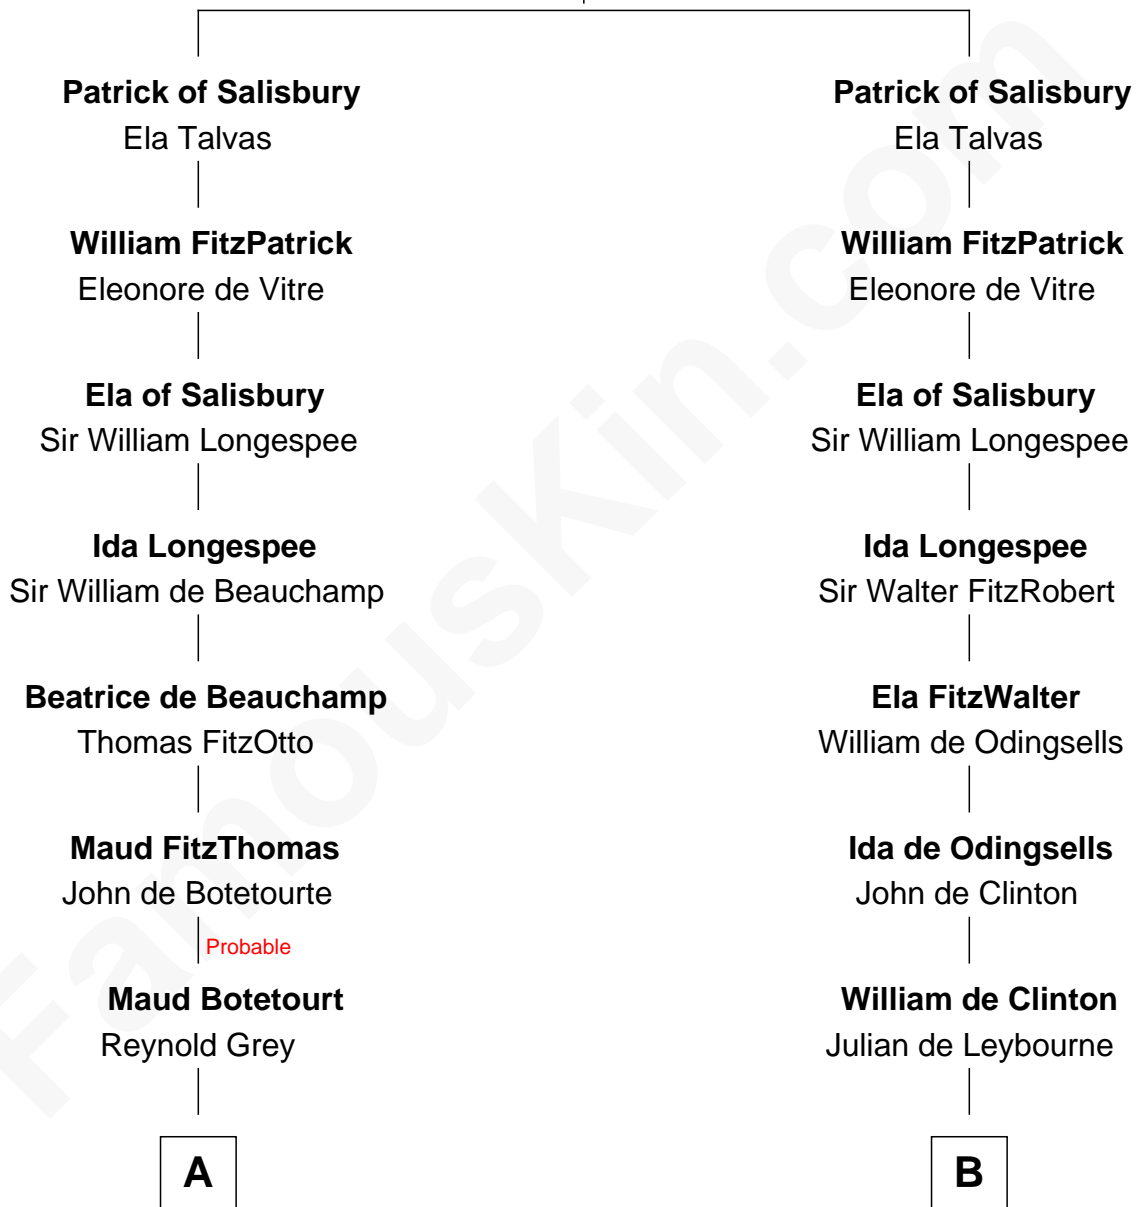 Patrick of Salisbury
Ela Talvas
William FitzPatrick
Eleonore de Vitre
Ela of Salisbury
Sir William Longespee
Ida Longespee
Sir William de Beauchamp
Beatrice de Beauchamp
Thomas FitzOtto
Maud FitzThomas
John de Botetourte
Probable
Maud Botetourt
Reynold Grey
A
Patrick of Salisbury
Ela Talvas
William FitzPatrick
Eleonore de Vitre
Ela of Salisbury
Sir William Longespee
Ida Longespee
Sir Walter FitzRobert
Ela FitzWalter
William de Odingsells
Ida de Odingsells
John de Clinton
William de Clinton
Julian de Leybourne
B
FamousKin.com